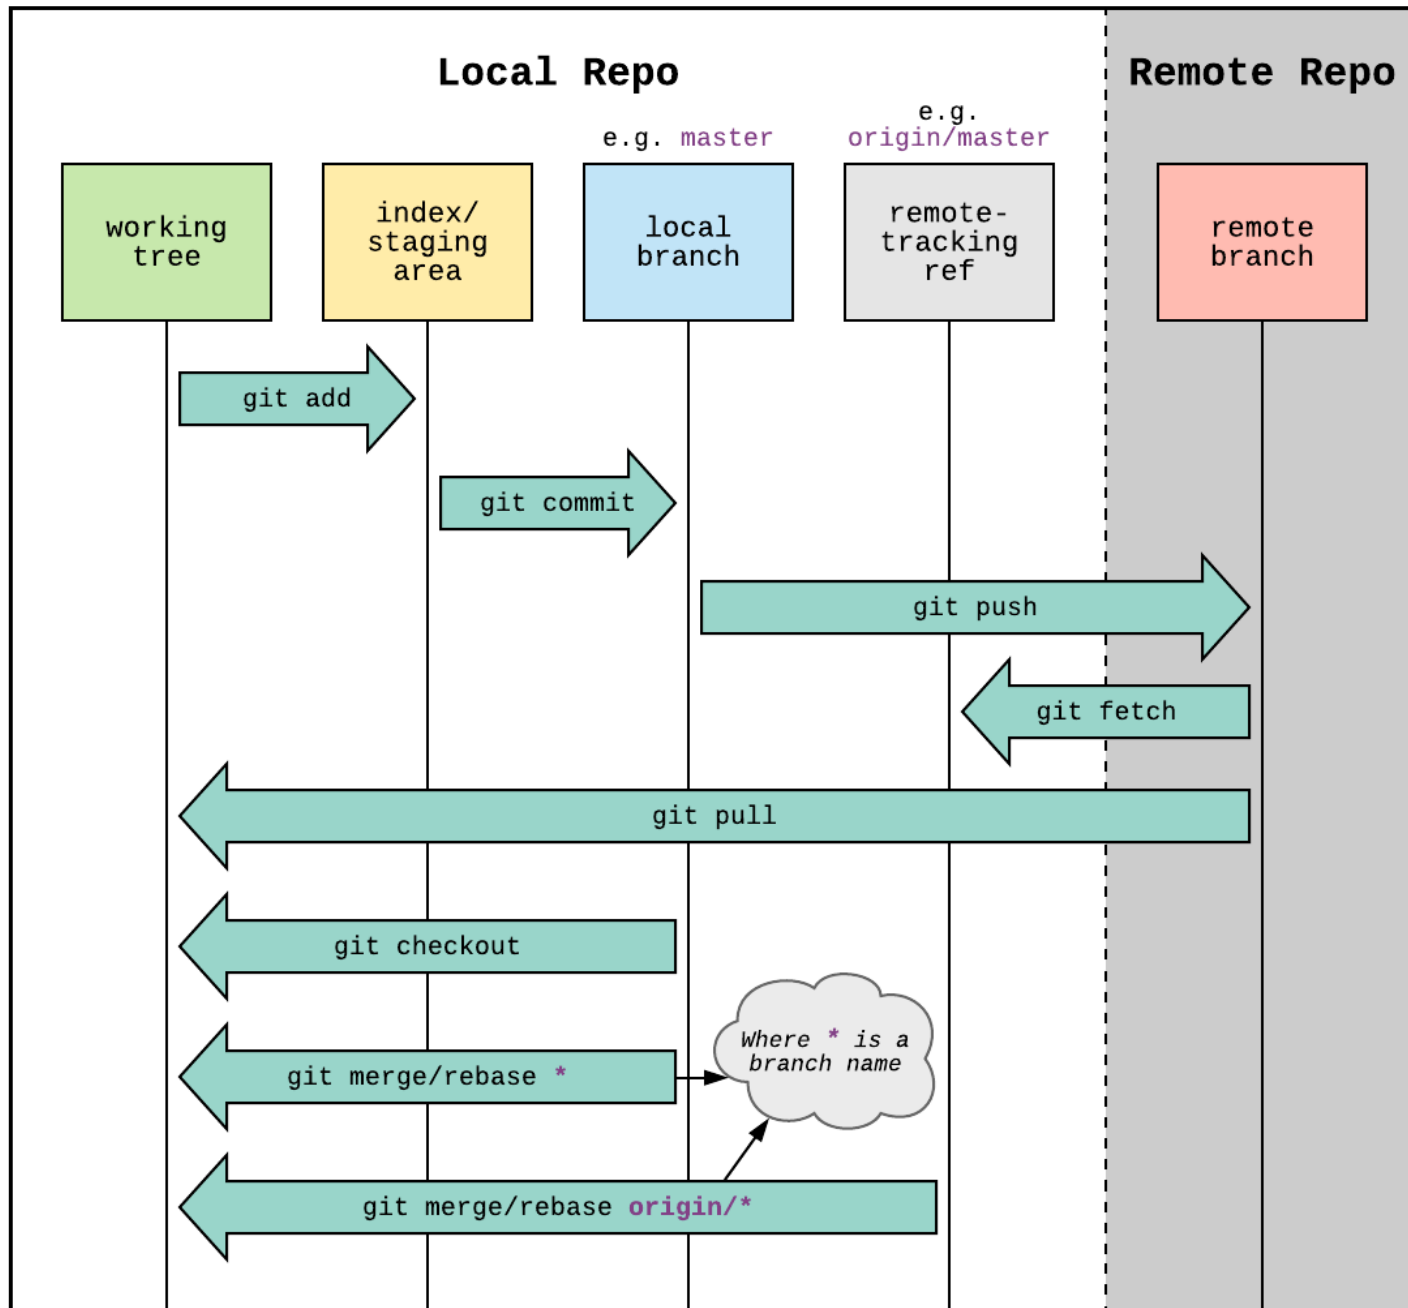 Local Repo
Remote Repo
e.g. master
e.g.
origin/master
working
tree
index/
staging
area
local
branch
remote-
tracking
ref
remote
branch
git add
git commit
git push
git fetch
git pull
git checkout
Where * is a
branch name
git merge/rebase *
git merge/rebase origin/*